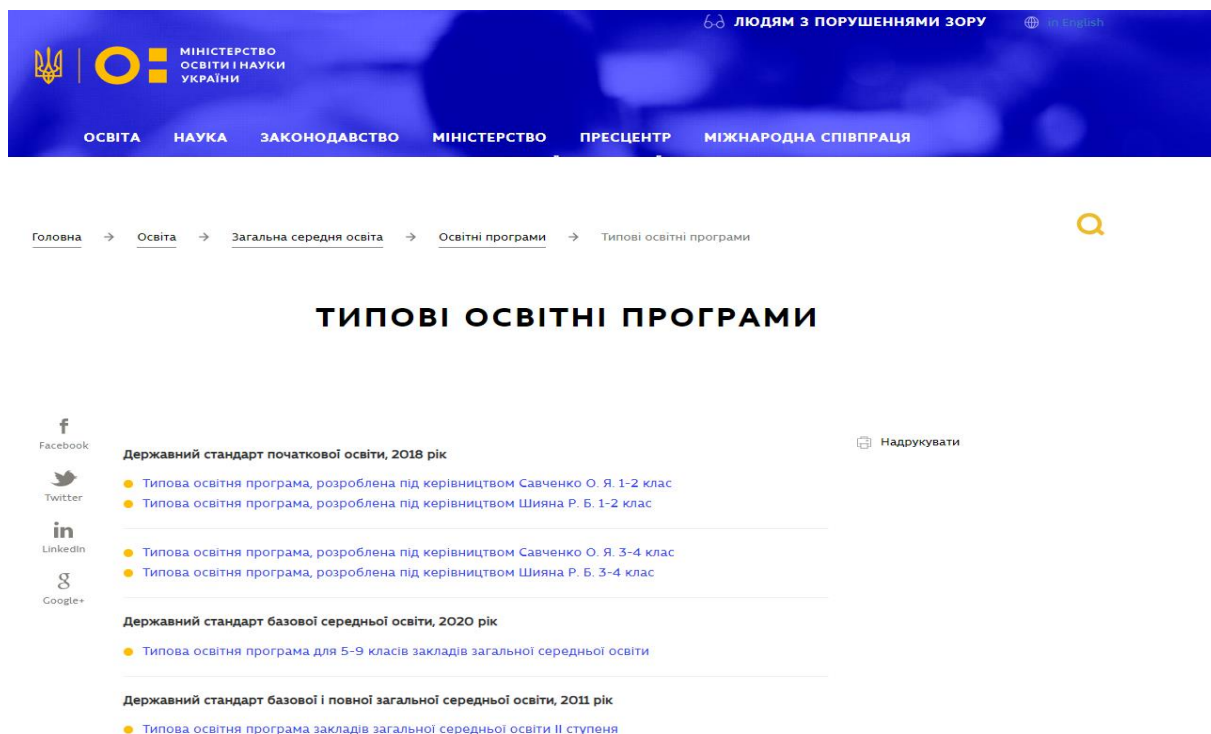 ЛЮДЯМ З ПОРУШЕННЯМИ ЗОРУ
in English
МІНІСТЕРСТВО
ОСВІТИ І НАУКИ
УКРАЇНИ
ОСВІТА НАУКА ЗАКОНОДАВСТВО МІНІСТЕРСТВО ПРЕСЦЕНТР МІЖНАРОДНА СПІВПРАЦЯ
Головна → Освіта → Загальна середня освіта → Освітні програми → Типові освітні програми
ТИПОВІ ОСВІТНІ ПРОГРАМИ
Facebook
Twitter
LinkedIn
Google+
Надрукувати
Державний стандарт початкової освіти, 2018 рік
Типова освітня програма, розроблена під керівництвом Савченко О. Я. 1-2 клас
Типова освітня програма, розроблена під керівництвом Шияна Р. Б. 1-2 клас
Типова освітня програма, розроблена під керівництвом Савченко О. Я. 3-4 клас
Типова освітня програма, розроблена під керівництвом Шияна Р. Б. 3-4 клас
Державний стандарт базової середньої освіти, 2020 рік
Типова освітня програма для 5-9 класів закладів загальної середньої освіти
Державний стандарт базової і повної загальної середньої освіти, 2011 рік
Типова освітня програма закладів загальної середньої освіти ІІ ступеня